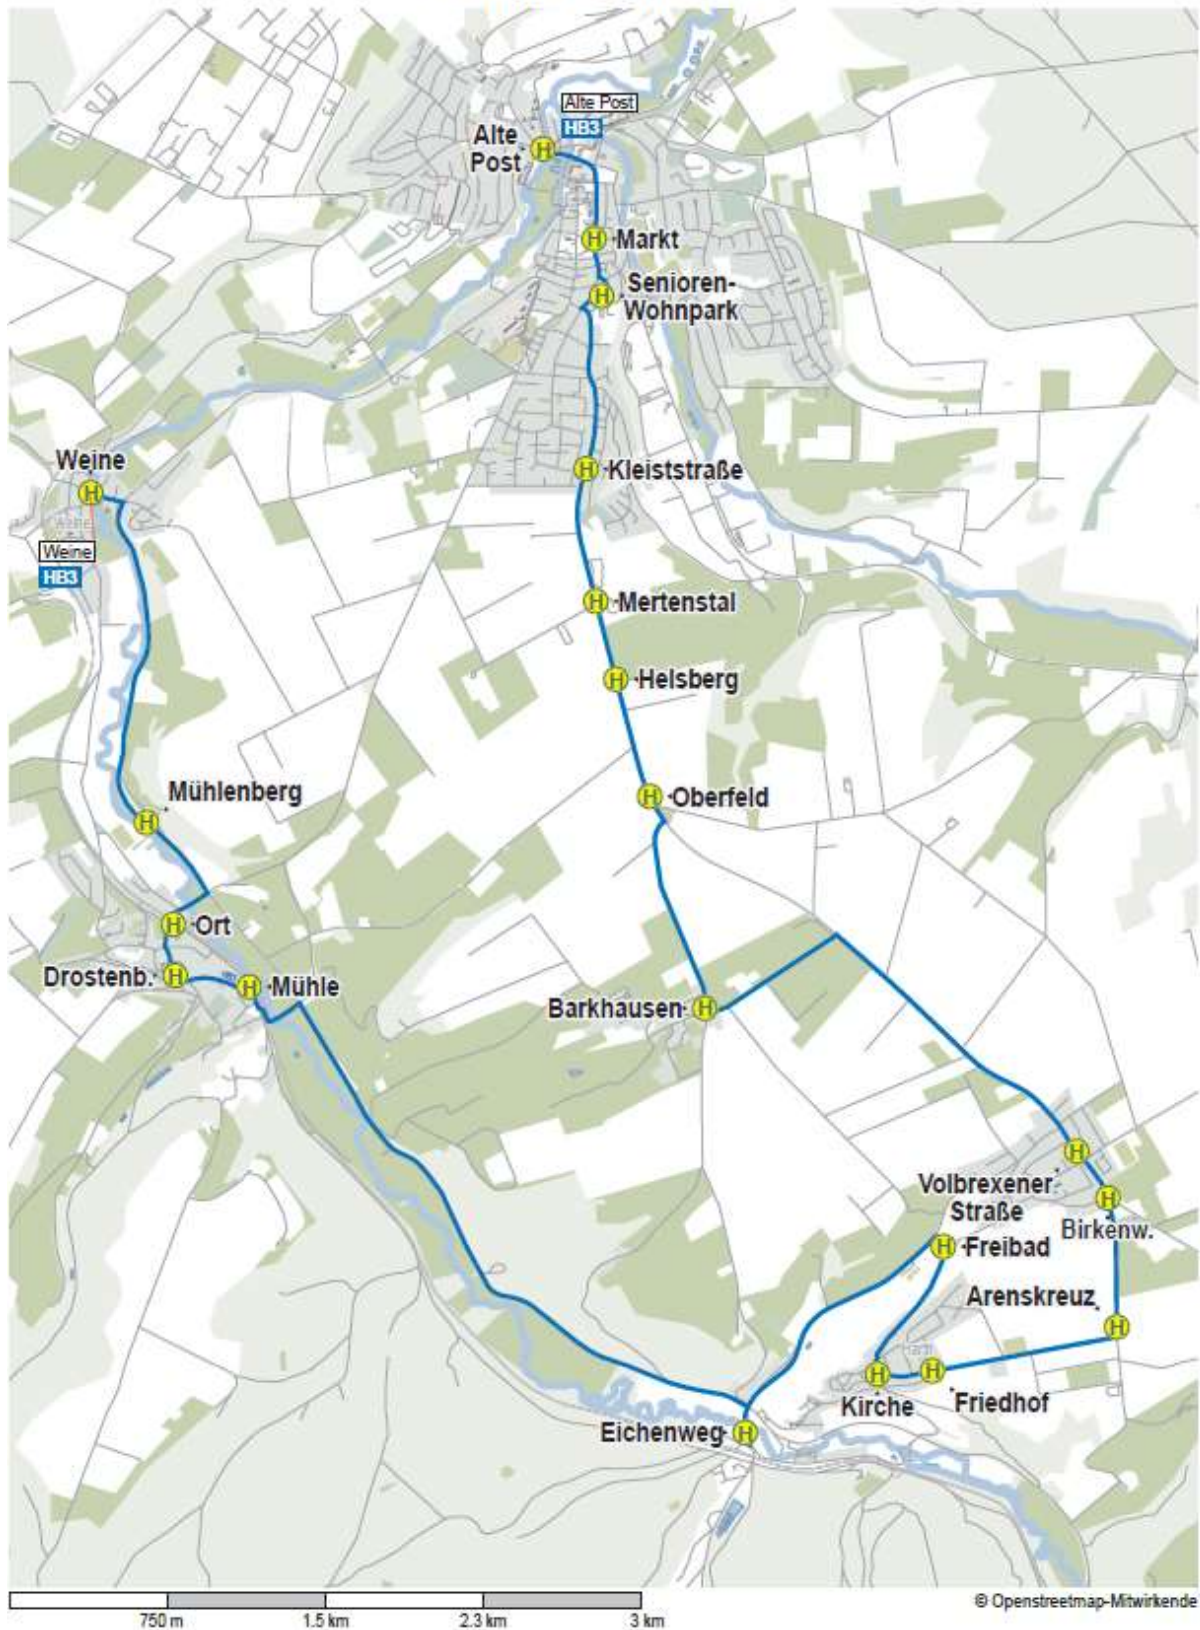 Alte Post
HB3
Alte
Post
Markt
Senioren-
Wohnpark
Weine
Kleiststraße
Weine
HB3
Mertenstal
Helsberg
Mühlenberg
Oberfeld
Ort
Drostenb.
Mühle
Barkhausen
Volbrexener
Straße
Birkenw.
Freibad
Arenskreuz
Harth
Kirche
Friedhof
Eichenweg
© Openstreetmap-Mitwirkende
750 m
1.5 km
2.3 km
3 km